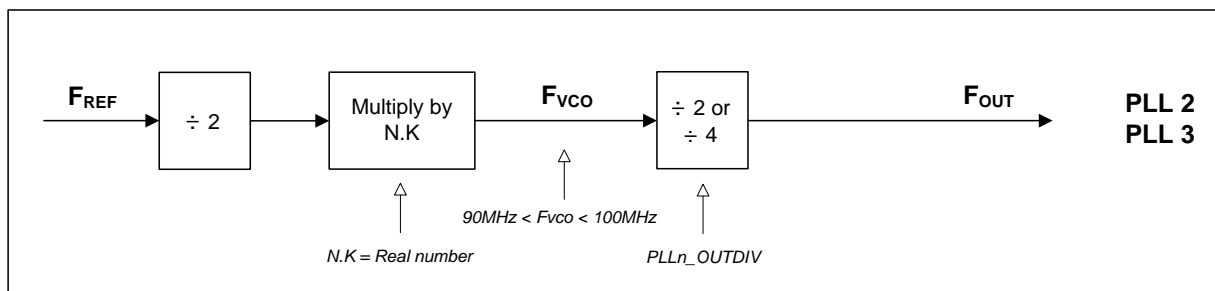 FREF
÷ 2
Multiply by
N.K
FVCO
÷ 2 or
÷ 4
FOUT
PLL 2
PLL 3
90MHz < Fvco < 100MHz
N.K = Real number
PLLn_OUTDIV